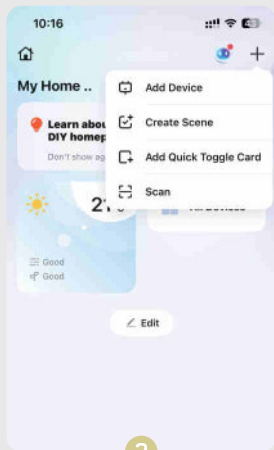 10:16
My Home ..
Add Device
Create Scene
Add Quick Toggle Card
Scan
Learn abou
DIY homep
Don't show ag
21
Good
Good
Edit